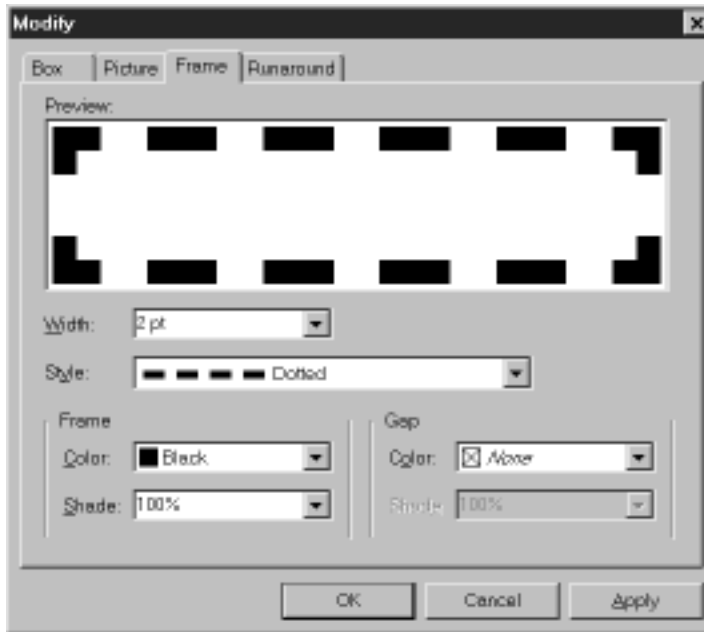 Modify
Box Picture Frame Runaround
Preview:
Width: 2 pt
Style: Dotted
Frame Gap
Color: Black Color: None
Shade: 100% Shade: 100%
OK Cancel Apply